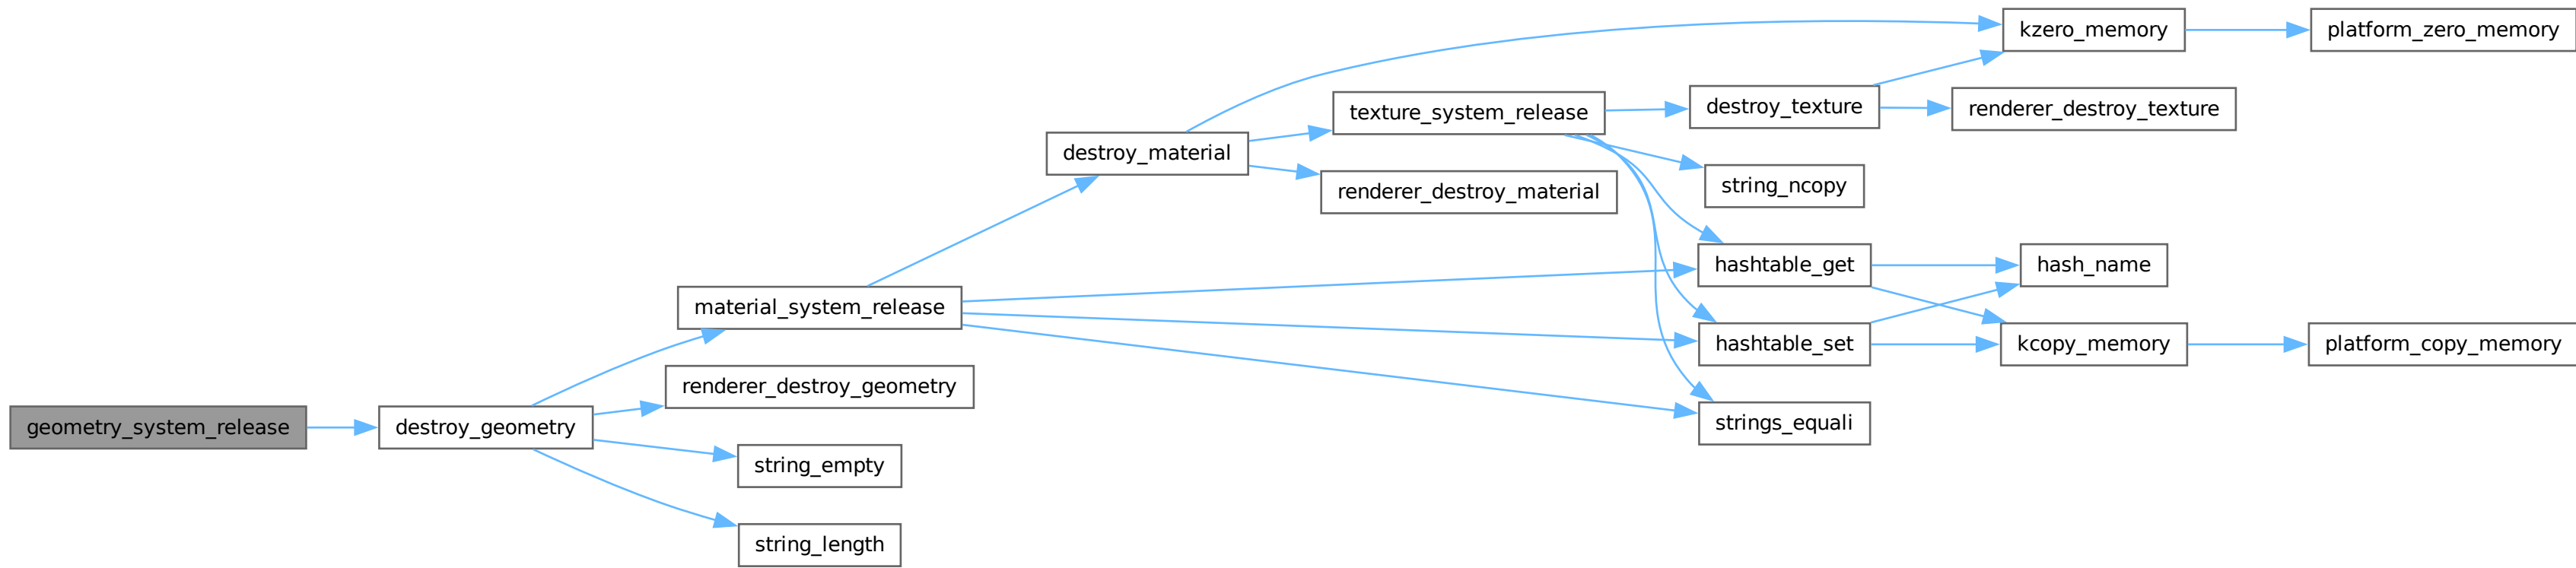 geometry_system_release
destroy_geometry
material_system_release
renderer_destroy_geometry
string_empty
string_length
destroy_material
texture_system_release
renderer_destroy_material
destroy_texture
string_ncopy
hashtable_get
hashtable_set
strings_equali
kzero_memory
renderer_destroy_texture
hash_name
kcopy_memory
platform_zero_memory
platform_copy_memory